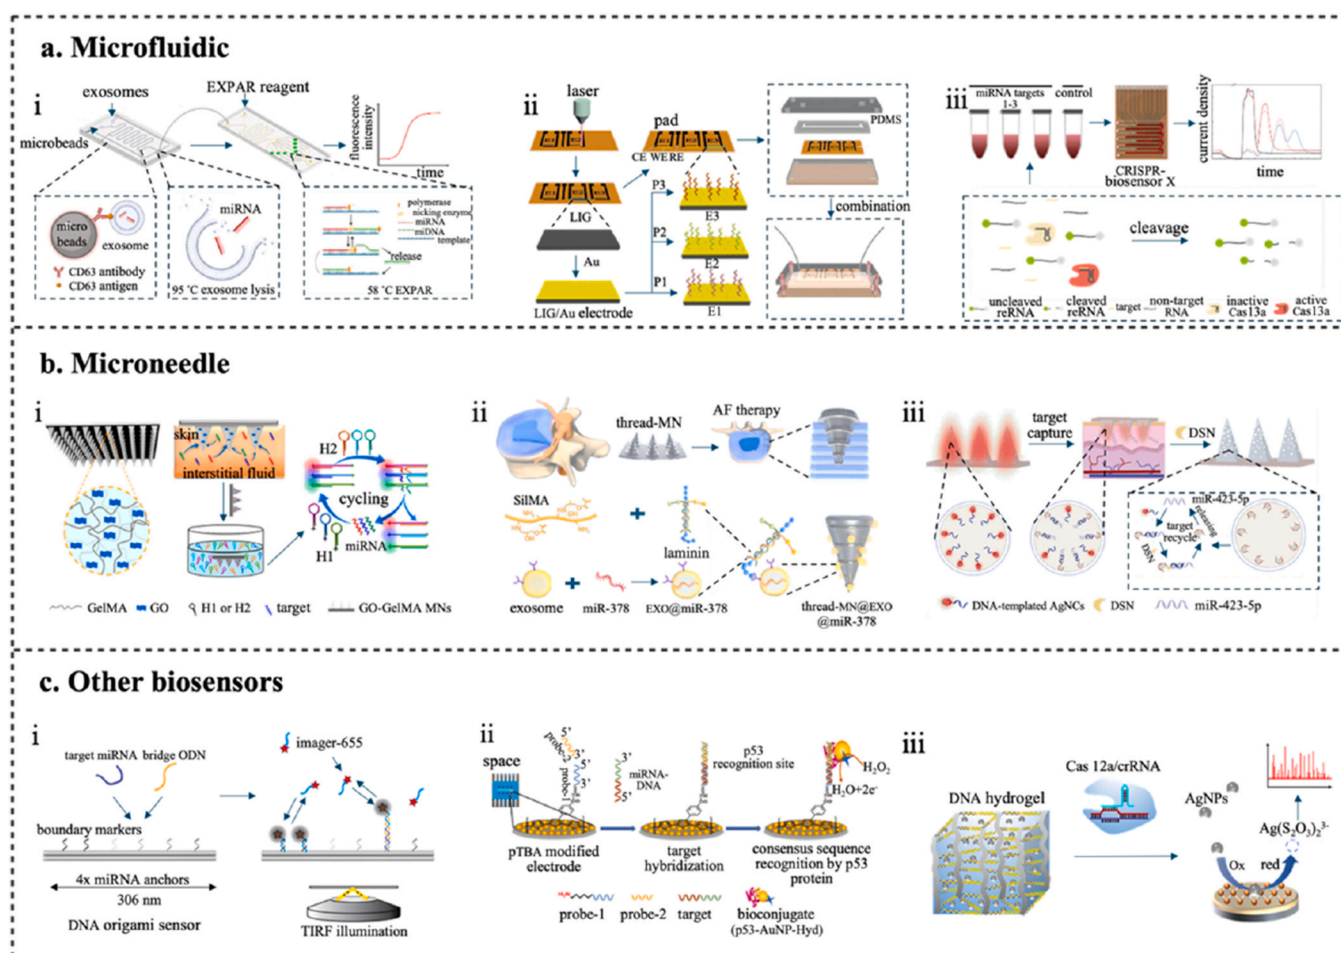 a. Microfluidic
i
exosomes
EXPAR reagent
microbeads
fluorescence
intensity
time
micro
beads
exosome
CD63 antibody
CD63 antigen
miRNA
95 °C exosome lysis
polymerase
nicking enzyme
miRNA
miDNA
template
release
58 °C EXPAR
ii
laser
pad
CE WE RE
LIG
Au
LIG/Au electrode
P3
P2
P1
E3
E2
E1
PDMS
combination
iii
miRNA targets
1-3
control
CRISPR-
biosensor X
current density
time
cleavage
uncleaved
reRNA
cleaved
reRNA
target
non-target
RNA
inactive
Cas13a
active
Cas13a
b. Microneedle
i
skin
interstitial fluid
H2
cycling
miRNA
H1
GelMA
GO
H1 or H2
target
GO-GelMA MNs
ii
thread-MN
AF therapy
SilMA
laminin
exosome
miR-378
EXO@miR-378
thread-MN@EXO
@miR-378
iii
target
capture
DSN
miR-423-5p
target
recycle
releasing
DSN
DNA-templated AgNCs
DSN
miR-423-5p
c. Other biosensors
i
target miRNA bridge ODN
imager-655
boundary markers
4x miRNA anchors
306 nm
DNA origami sensor
TIRF illumination
ii
space
5'
probe-2
3'
5'
probe-1
3'
3'
miRNA-
DNA
5'
p53
recognition site
H₂O₂
H₂O+2e⁻
pTBA modified
electrode
target
hybridization
consensus sequence
recognition by p53
protein
probe-1
probe-2
target
bioconjugate
(p53-AuNP-Hyd)
iii
Cas 12a/crRNA
DNA hydrogel
AgNPs
Ag(S₂O₃)₂³⁻
Ox
red